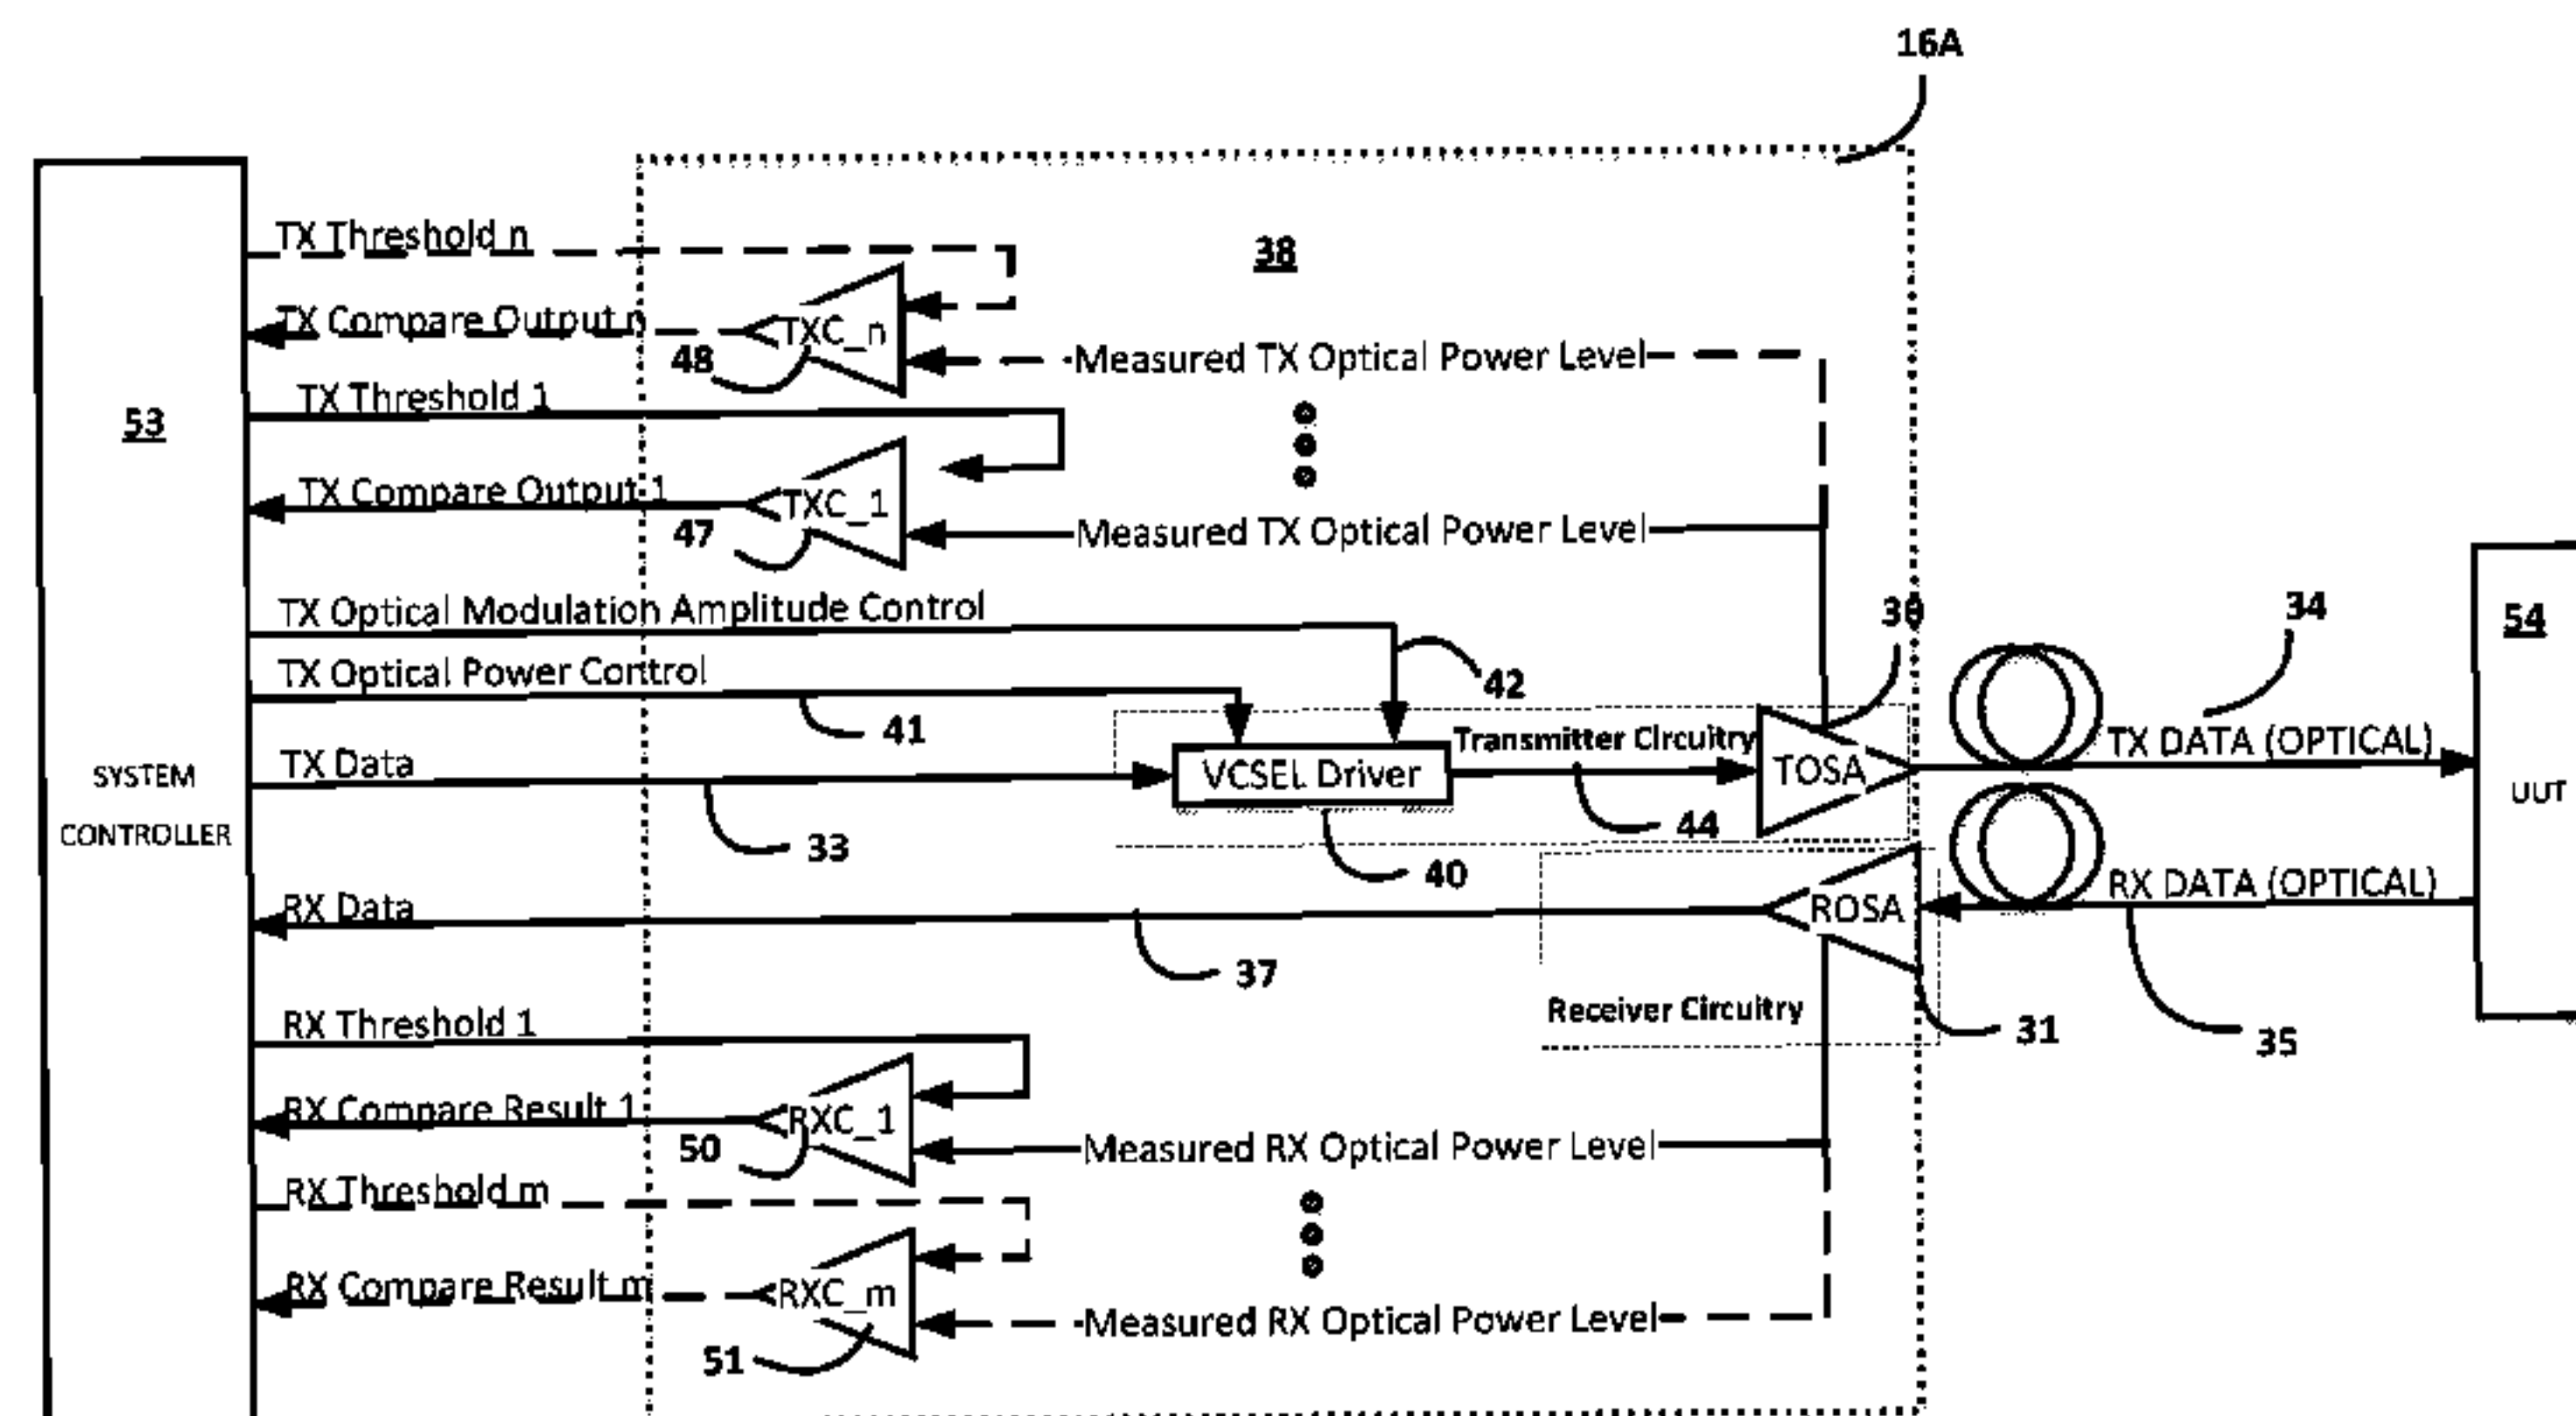 16A
TX Threshold n
38
TX Compare Output n
TXC_n
48
Measured TX Optical Power Level
TX Threshold 1
53
TX Compare Output 1
TXC_1
47
Measured TX Optical Power Level
TX Optical Modulation Amplitude Control
34
54
TX Optical Power Control
42
41
Transmitter Circuitry
TX DATA (OPTICAL)
TX Data
VCSEL Driver
TOSA
SYSTEM
CONTROLLER
UUT
33
44
40
RX Data
ROSA
RX DATA (OPTICAL)
37
Receiver Circuitry
31
35
RX Threshold 1
RX Compare Result 1
RXC_1
50
Measured RX Optical Power Level
RX Threshold m
RX Compare Result m
RXC_m
Measured RX Optical Power Level
51